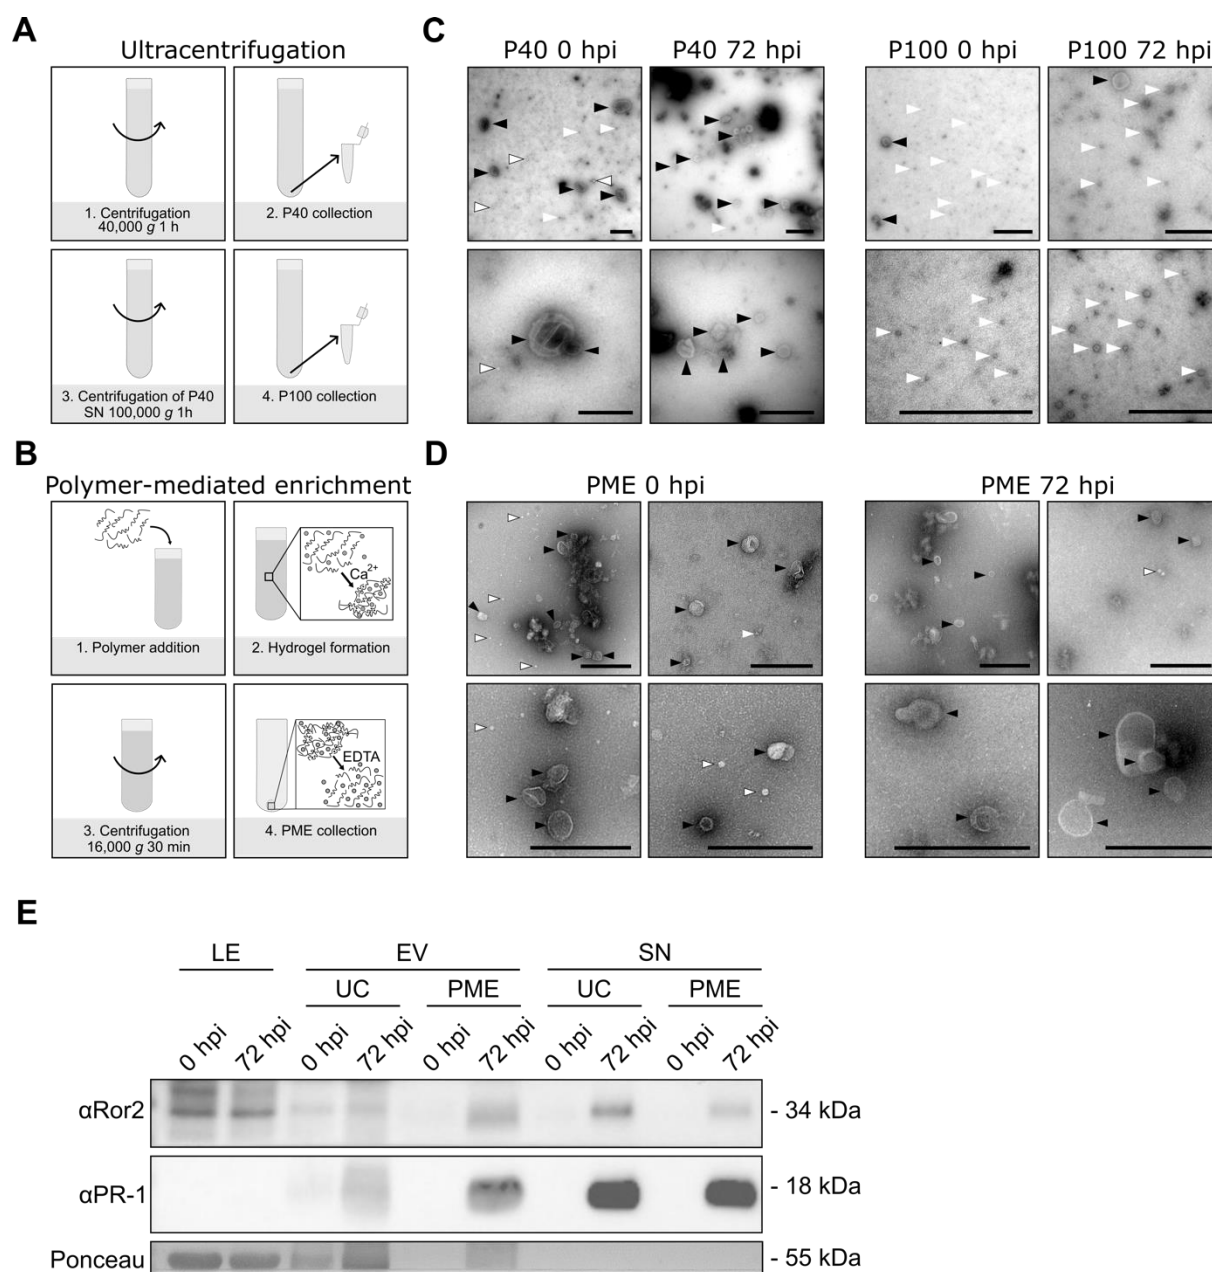 A
Ultracentrifugation
1. Centrifugation
40,000 g 1 h
2. P40 collection
3. Centrifugation of P40
SN 100,000 g 1h
4. P100 collection
B
Polymer-mediated enrichment
1. Polymer addition
Ca2+
2. Hydrogel formation
3. Centrifugation
16,000 g 30 min
EDTA
4. PME collection
C
P40 0 hpi
P40 72 hpi
P100 0 hpi
P100 72 hpi
D
PME 0 hpi
PME 72 hpi
E
LE
EV
SN
UC
PME
UC
PME
0 hpi
72 hpi
0 hpi
72 hpi
0 hpi
72 hpi
0 hpi
72 hpi
0 hpi
72 hpi
αRor2
- 34 kDa
αPR-1
- 18 kDa
Ponceau
- 55 kDa